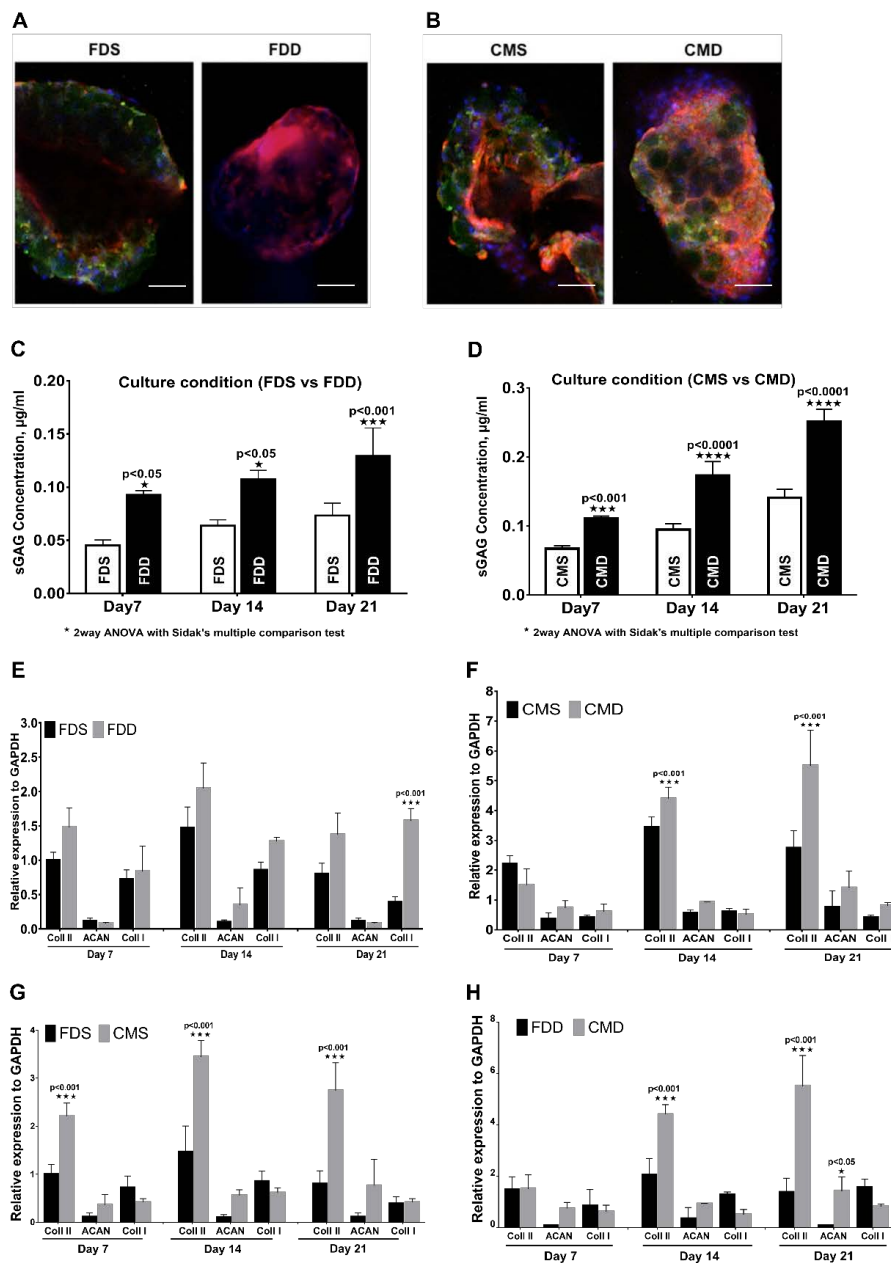 A
B
FDS
FDD
CMS
CMD
C
Culture condition (FDS vs FDD)
sGAG Concentration, µg/ml
0.20
0.15
0.10
0.05
0.00
p<0.05
★
p<0.05
★
p<0.001
★★★
FDS
FDD
FDS
FDD
FDS
FDD
Day7
Day 14
Day 21
* 2way ANOVA with Sidak's multiple comparison test
D
Culture condition (CMS vs CMD)
sGAG Concentration, µg/ml
0.3
0.2
0.1
0.0
p<0.001
★★★
p<0.0001
★★★★
p<0.0001
★★★★
CMS
CMD
CMS
CMD
CMS
CMD
Day7
Day 14
Day 21
* 2way ANOVA with Sidak's multiple comparison test
E
Relative expression to GAPDH
3.0
2.5
2.0
1.5
1.0
0.5
0.0
FDS FDD
p<0.001
★★★
Coll II ACAN Coll I Coll II ACAN Coll I Coll II ACAN Coll I
Day 7 Day 14 Day 21
F
Relative expression to GAPDH
8
7
6
5
4
3
2
1
0
CMS CMD
p<0.001
★★★
p<0.001
★★★
Coll II ACAN Coll I Coll II ACAN Coll I Coll II ACAN Coll
Day 7 Day 14 Day 21
G
Relative expression to GAPDH
4
3
2
1
0
FDS CMS
p<0.001
★★★
p<0.001
★★★
p<0.001
★★★
Coll II ACAN Coll I Coll II ACAN Coll I Coll II ACAN Coll I
Day 7 Day 14 Day 21
H
Relative expression to GAPDH
8
6
4
2
0
FDD CMD
p<0.001
★★★
p<0.001
★★★
p<0.05
★
Coll II ACAN Coll I Coll II ACAN Coll I Coll II ACAN Coll I
Day 7 Day 14 Day 21